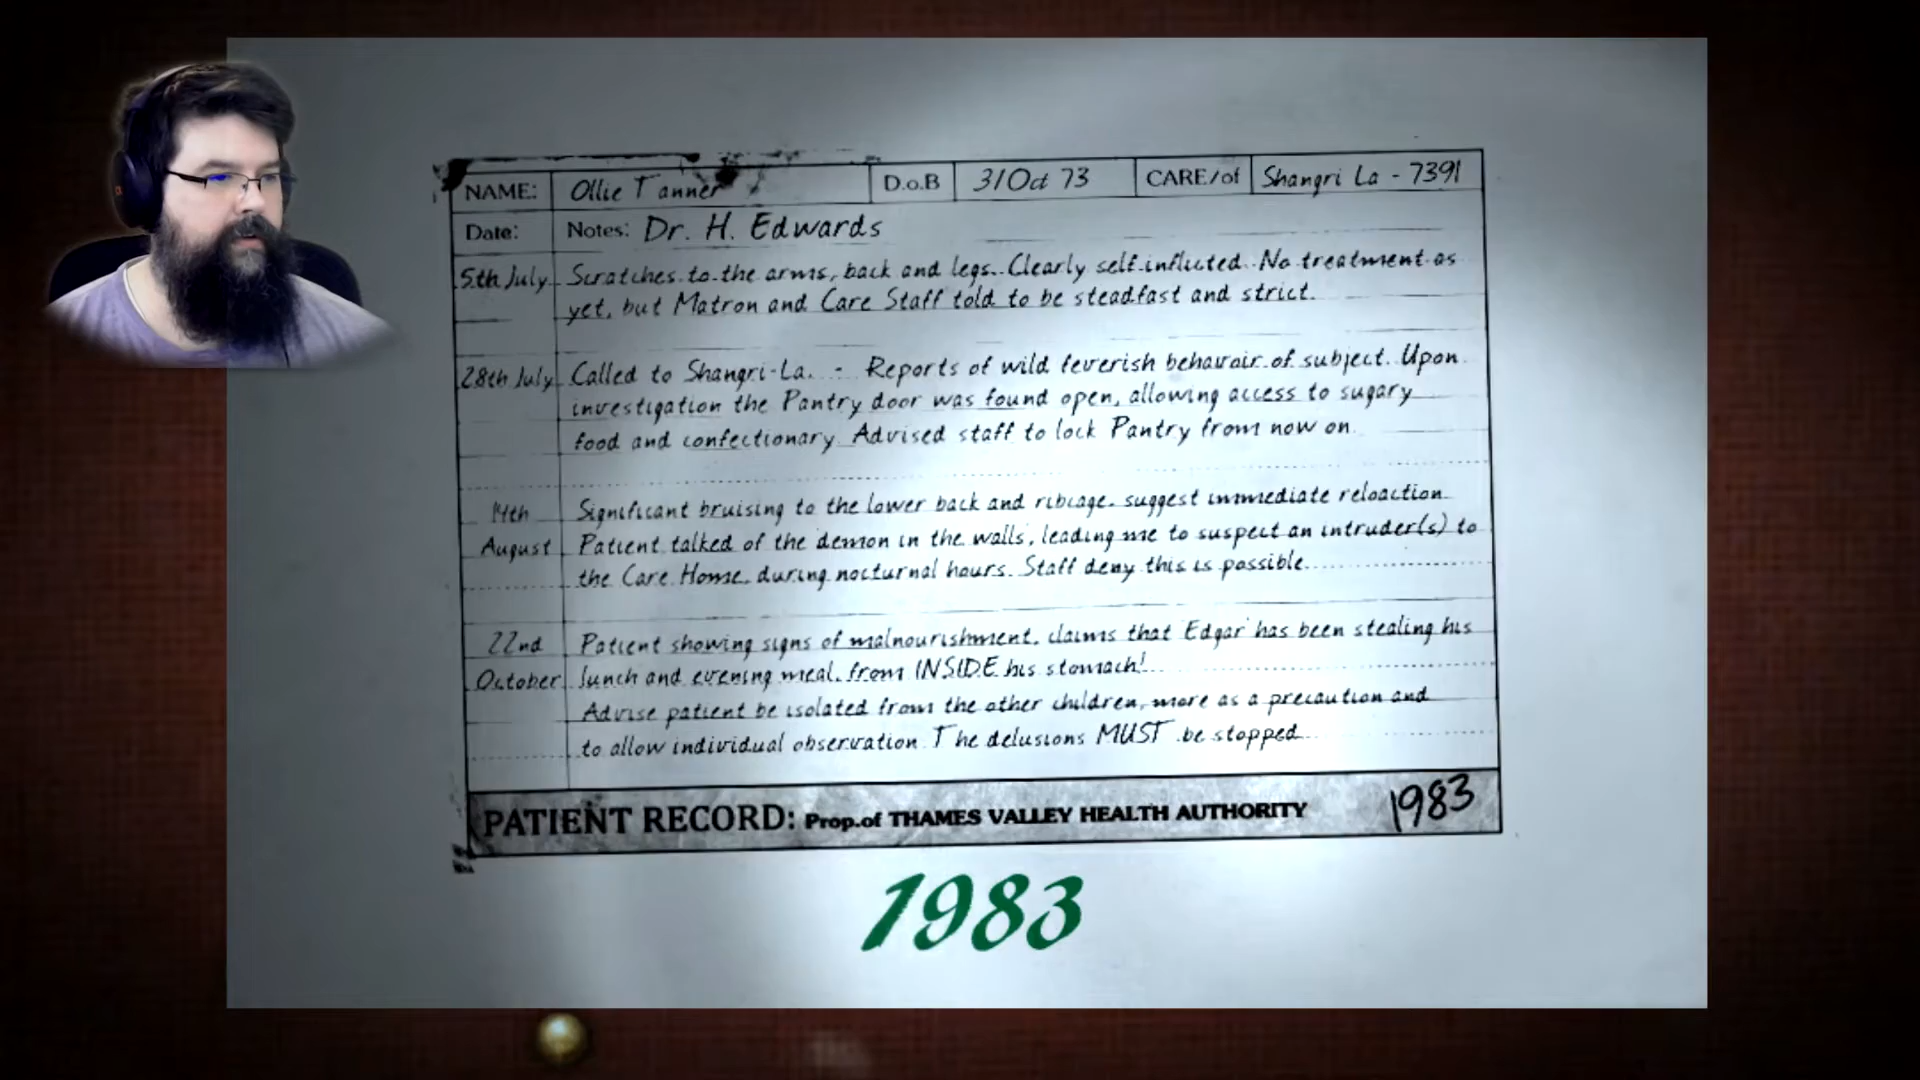 NAME: Ollie Tanner D.o.B 31 Oct 73 CARE/of Shangri La - 7391
Date: Notes: Dr. H. Edwards
5th July Scratches to the arms, back and legs. Clearly self inflicted. No treatment as
yet, but Matron and Care Staff told to be steadfast and strict.
28th July Called to Shangri-La. - Reports of wild feverish behavoir of subject. Upon
investigation the Pantry door was found open, allowing access to sugary
food and confectionary. Advised staff to lock Pantry from now on.
14th Significant bruising to the lower back and ribcage. suggest immediate reloaction
August Patient talked of 'the demon in the walls', leading me to suspect an intruder(s) to
the Care Home, during nocturnal hours. Staff deny this is possible.
22nd Patient showing signs of malnourishment. claims that 'Edgar' has been stealing his
October lunch and evening meal. from INSIDE his stomach!
Advise patient be isolated from the other children, more as a precaution and
to allow individual observation. The delusions MUST be stopped
PATIENT RECORD: Prop.of THAMES VALLEY HEALTH AUTHORITY 1983
1983